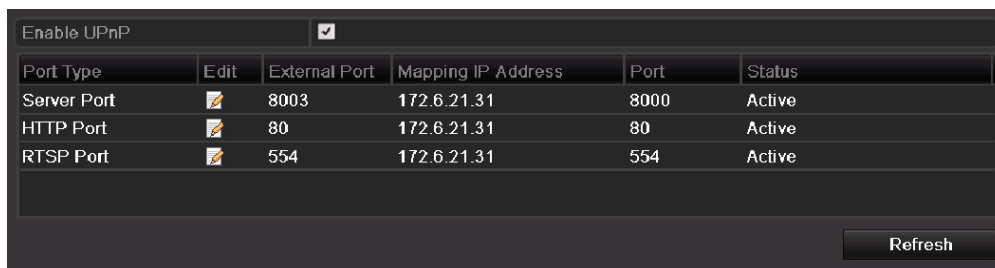 Enable UPnP
Port Type Edit External Port Mapping IP Address Port Status
Server Port 8003 172.6.21.31 8000 Active
HTTP Port 80 172.6.21.31 80 Active
RTSP Port 554 172.6.21.31 554 Active
Refresh